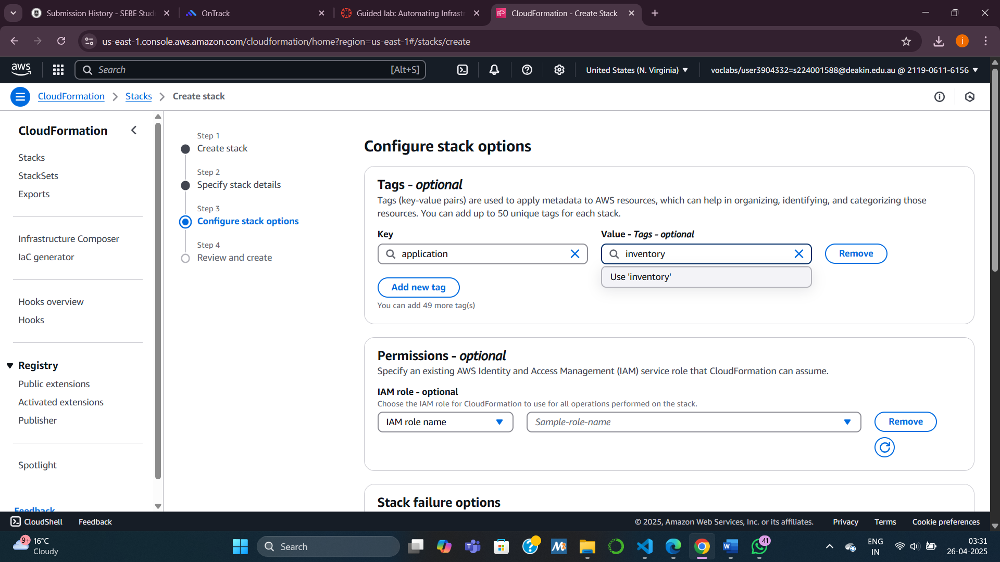 Submission History - SEBE Stud
OnTrack
Guided lab: Automating Infrastr
CloudFormation - Create Stack
us-east-1.console.aws.amazon.com/cloudformation/home?region=us-east-1#/stacks/create
j
aws
Search
[Alt+S]
United States (N. Virginia)
voclabs/user3904332=s224001588@deakin.edu.au @ 2119-0611-6156
CloudFormation
Stacks
Create stack
CloudFormation
Stacks
StackSets
Exports
Infrastructure Composer
IaC generator
Hooks overview
Hooks
Registry
Public extensions
Activated extensions
Publisher
Spotlight
Feedback
Step 1
Create stack
Step 2
Specify stack details
Step 3
Configure stack options
Step 4
Review and create
Configure stack options
Tags - optional
Tags (key-value pairs) are used to apply metadata to AWS resources, which can help in organizing, identifying, and categorizing those
resources. You can add up to 50 unique tags for each stack.
Key
Value - Tags - optional
application
inventory
Remove
Use 'inventory'
Add new tag
You can add 49 more tag(s)
Permissions - optional
Specify an existing AWS Identity and Access Management (IAM) service role that CloudFormation can assume.
IAM role - optional
Choose the IAM role for CloudFormation to use for all operations performed on the stack.
IAM role name
Sample-role-name
Remove
Stack failure options
CloudShell
Feedback
© 2025, Amazon Web Services, Inc. or its affiliates.
Privacy
Terms
Cookie preferences
9+
16°C
Cloudy
Search
41
ENG
IN
03:31
26-04-2025